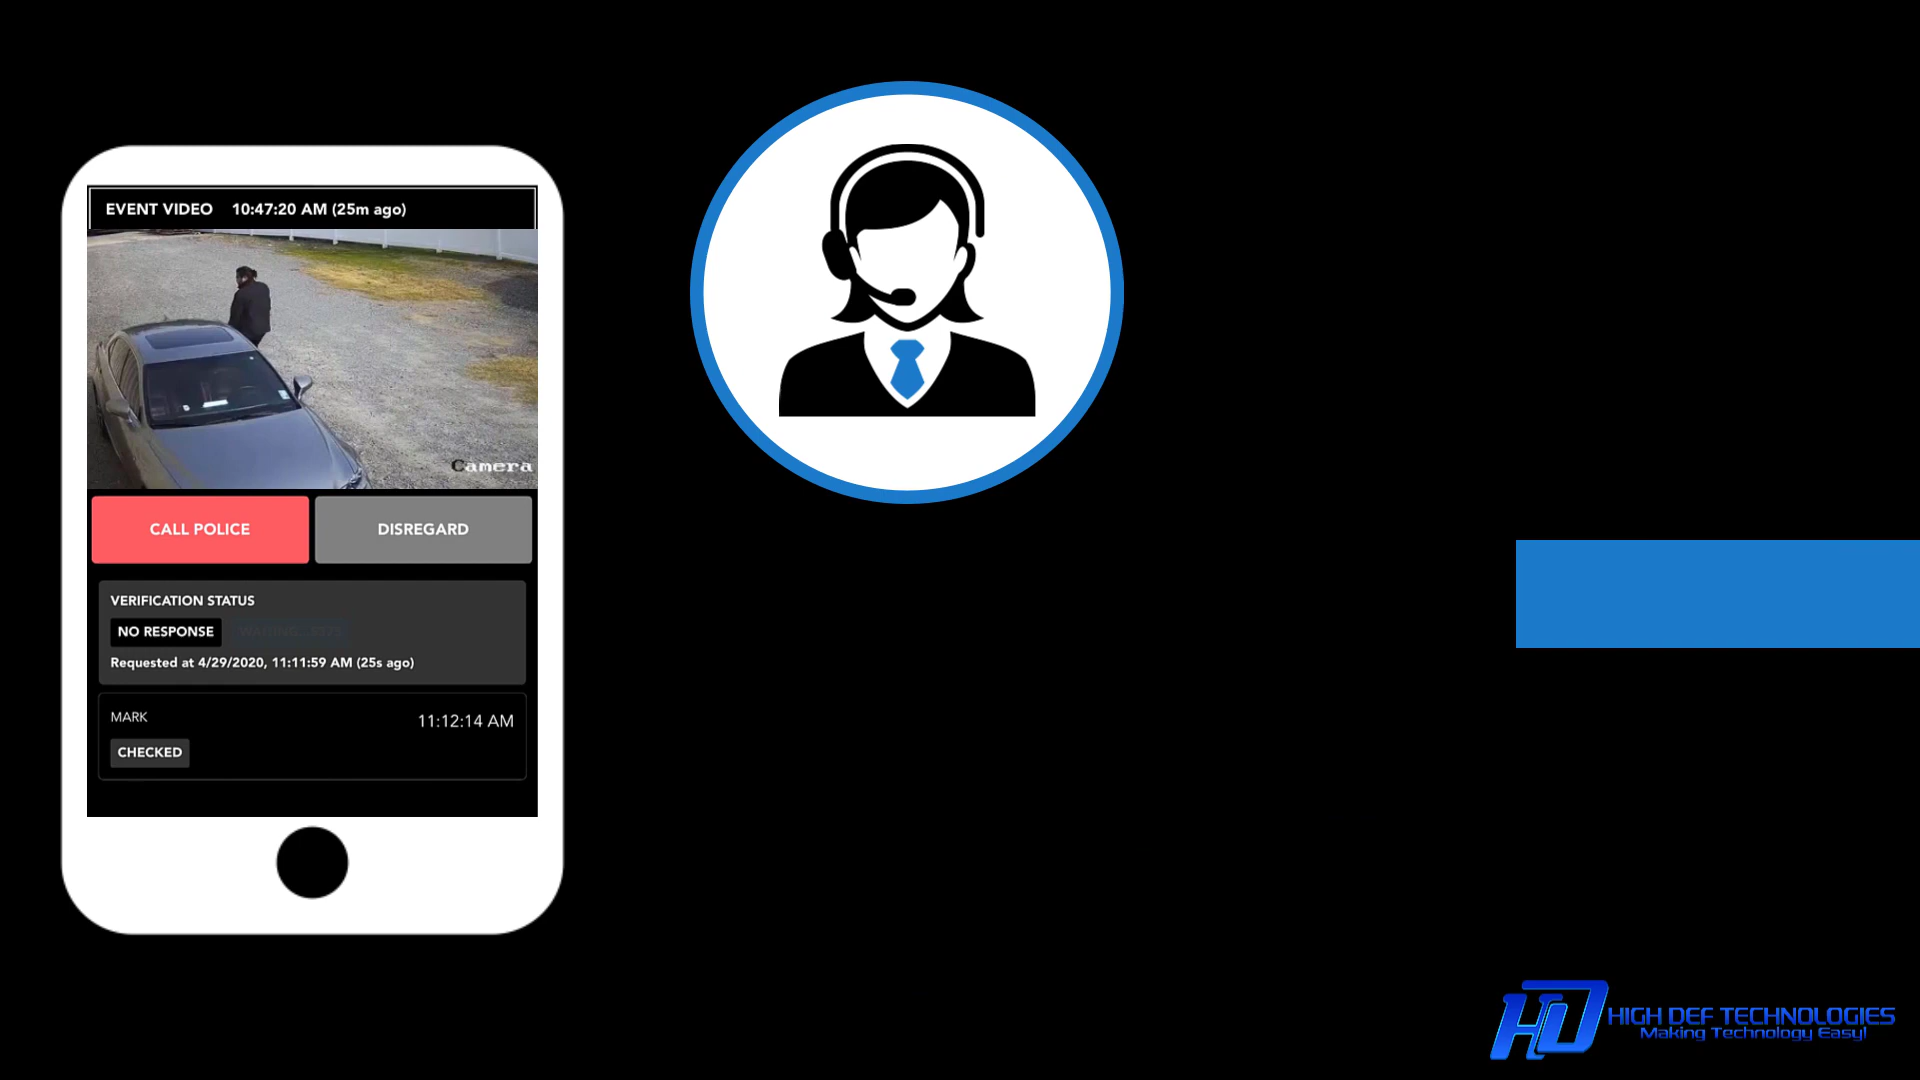 EVENT VIDEO 10:47:20 AM (25m ago)
Camera
CALL POLICE
DISREGARD
VERIFICATION STATUS
NO RESPONSE
Requested at 4/29/2020, 11:11:59 AM (25s ago)
MARK
11:12:14 AM
CHECKED
HD
HIGH DEF TECHNOLOGIES
Making Technology Easy!